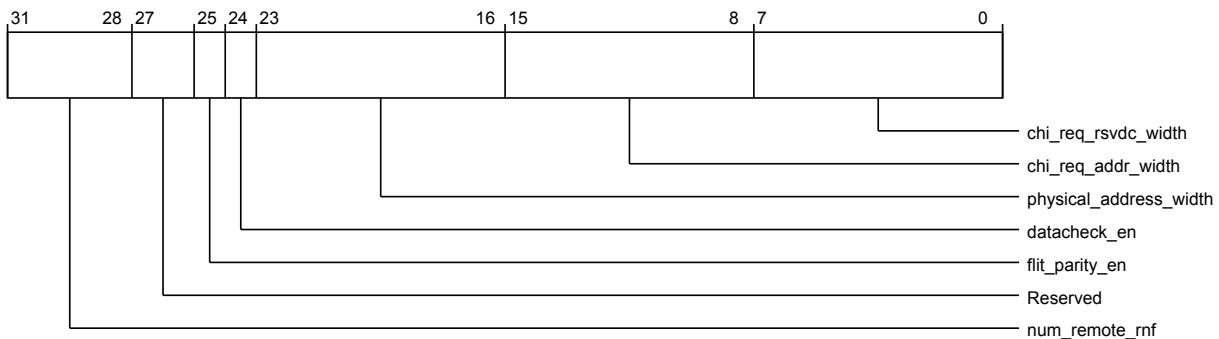 31 28 27 25 24 23 16 15 8 7 0
chi_req_rsvdc_width
chi_req_addr_width
physical_address_width
datacheck_en
flit_parity_en
Reserved
num_remote_rnf